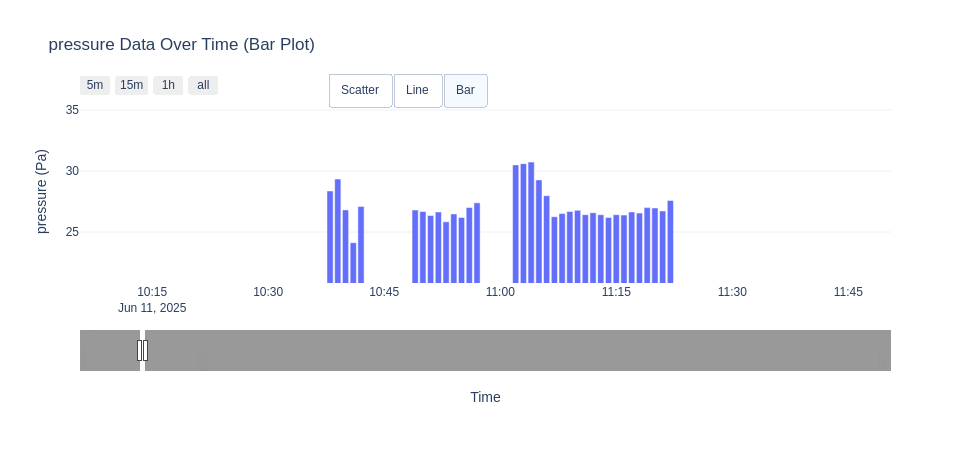 pressure Data Over Time (Bar Plot)
5m 15m 1h all
Scatter Line Bar
35
30
25
pressure (Pa)
10:15 10:30 10:45 11:00 11:15 11:30 11:45
Jun 11, 2025
Time